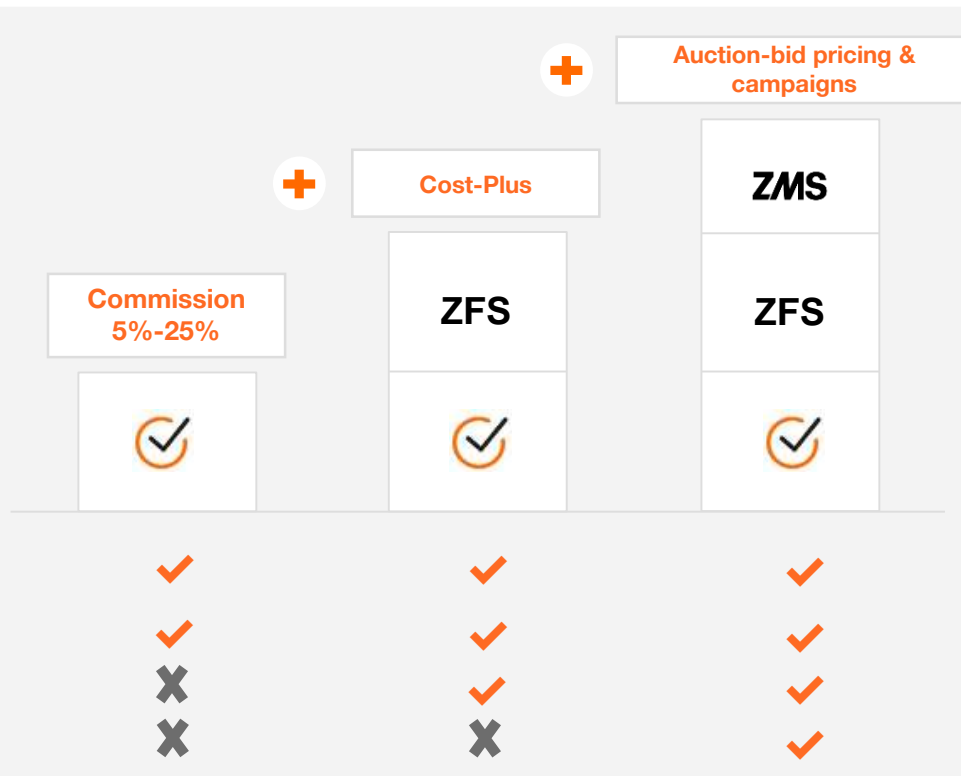 Auction-bid pricing &
campaigns
ZMS
Cost-Plus
ZFS
ZFS
Commission
5%-25%